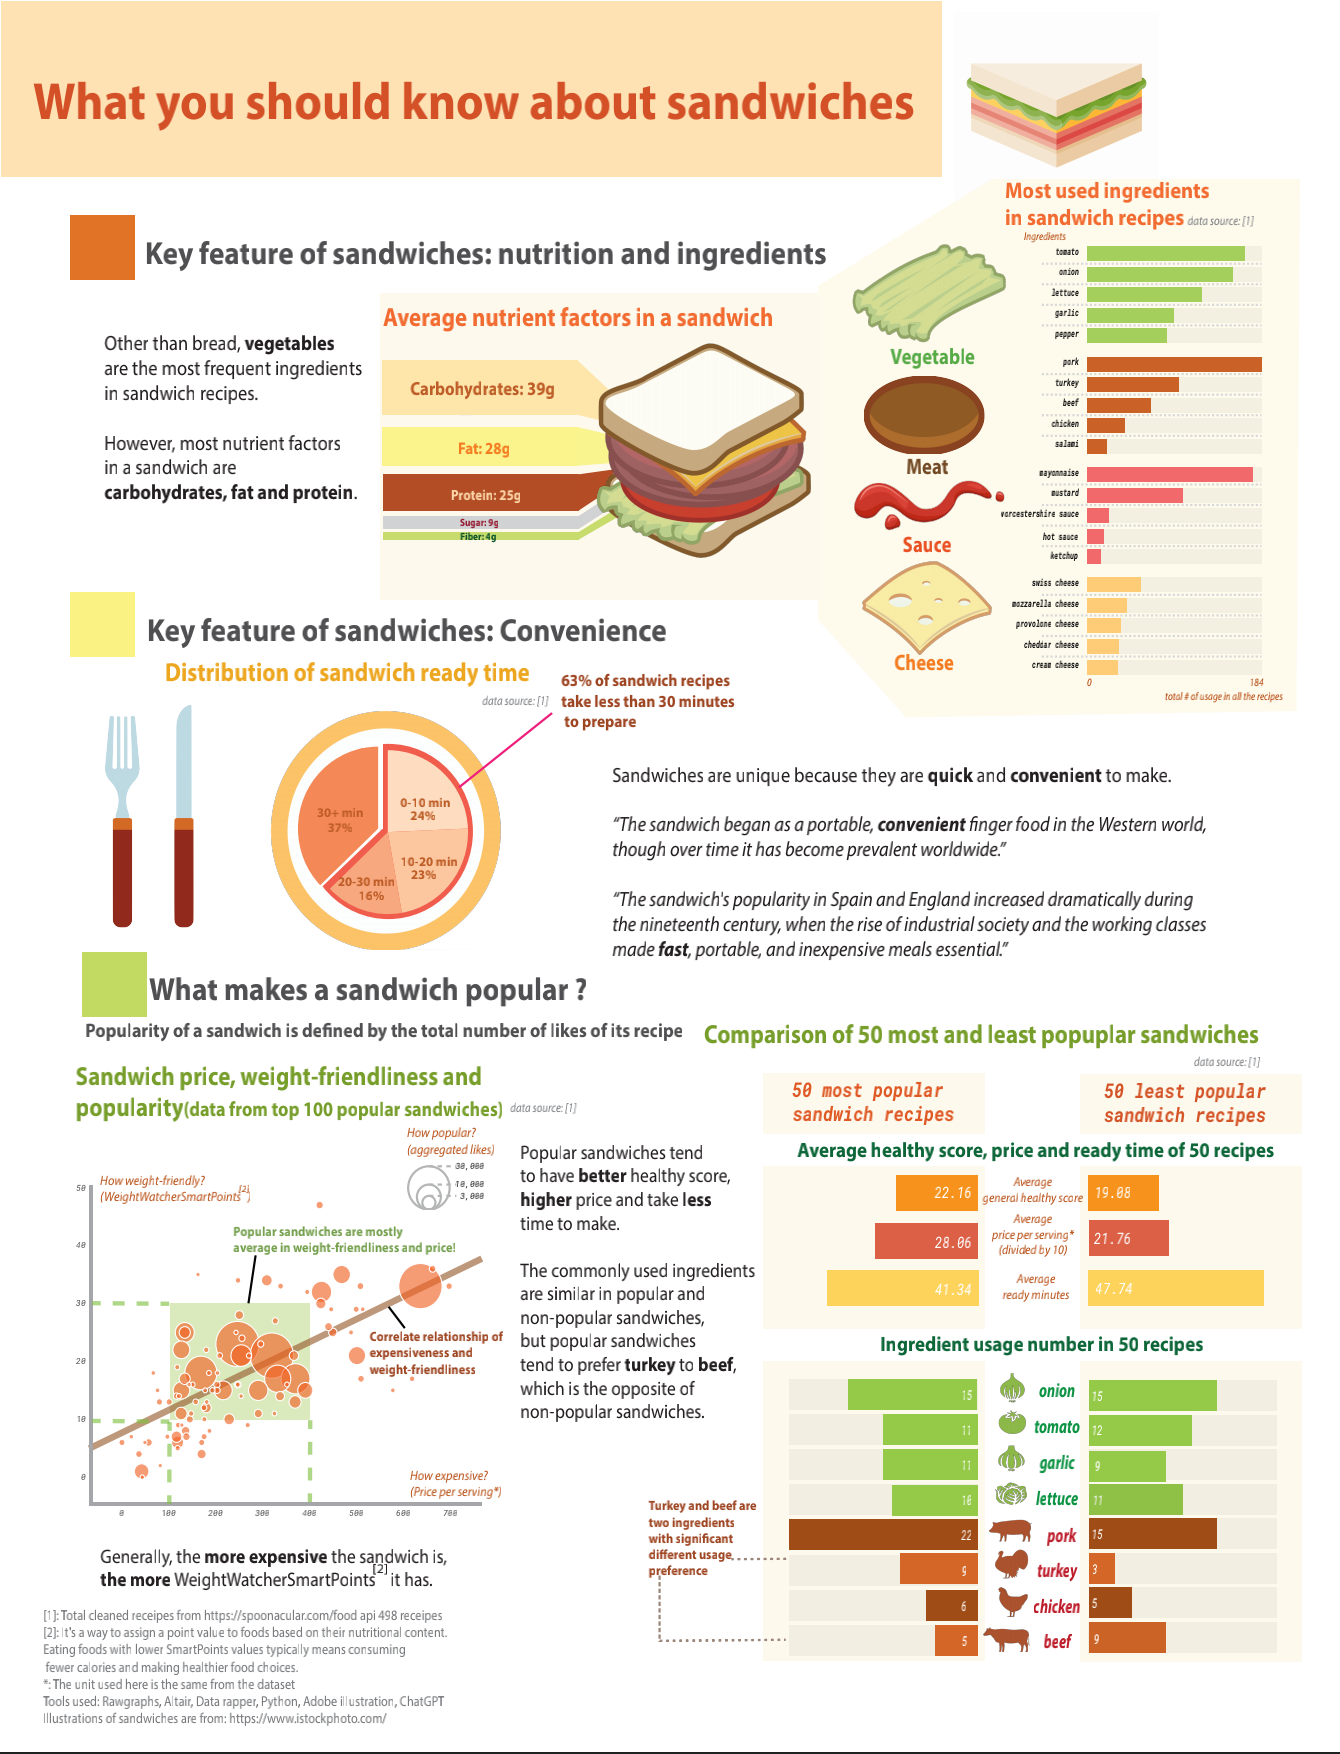 What you should know about sandwiches
Key feature of sandwiches: nutrition and ingredients
Other than bread, vegetables
are the most frequent ingredients
in sandwich recipes.
However, most nutrient factors
in a sandwich are
carbohydrates, fat and protein.
Average nutrient factors in a sandwich
Carbohydrates: 39g
Fat: 28g
Protein: 25g
Sugar: 9g
Fiber: 4g
Most used ingredients
in sandwich recipes data source: [1]
Ingredients
Vegetable
tomato
onion
lettuce
garlic
pepper
Meat
pork
turkey
beef
chicken
salami
Sauce
mayonnaise
mustard
worcestershire sauce
hot sauce
ketchup
Cheese
swiss cheese
mozzarella cheese
provolone cheese
cheddar cheese
cream cheese
0 184
total # of usage in all the recipes
Key feature of sandwiches: Convenience
Distribution of sandwich ready time
data source: [1]
63% of sandwich recipes
take less than 30 minutes
to prepare
30+ min
37%
0-10 min
24%
10-20 min
23%
20-30 min
16%
Sandwiches are unique because they are quick and convenient to make.
“The sandwich began as a portable, convenient finger food in the Western world,
though over time it has become prevalent worldwide.”
“The sandwich's popularity in Spain and England increased dramatically during
the nineteenth century, when the rise of industrial society and the working classes
made fast, portable, and inexpensive meals essential.”
What makes a sandwich popular ?
Popularity of a sandwich is defined by the total number of likes of its recipe
Sandwich price, weight-friendliness and
popularity(data from top 100 popular sandwiches) data source: [1]
How popular?
(aggregated likes)
30,000
10,000
3,000
How weight-friendly?
(WeightWatcherSmartPoints[2])
50
40
30
20
10
0
Popular sandwiches are mostly
average in weight-friendliness and price!
Correlate relationship of
expensiveness and
weight-friendliness
How expensive?
(Price per serving*)
0 100 200 300 400 500 600 700
Generally, the more expensive the sandwich is,
the more WeightWatcherSmartPoints[2] it has.
Popular sandwiches tend
to have better healthy score,
higher price and take less
time to make.
The commonly used ingredients
are similar in popular and
non-popular sandwiches,
but popular sandwiches
tend to prefer turkey to beef,
which is the opposite of
non-popular sandwiches.
Comparison of 50 most and least popuplar sandwiches
data source: [1]
50 most popular
sandwich recipes
50 least popular
sandwich recipes
Average healthy score, price and ready time of 50 recipes
22.16
Average
general healthy score
19.08
28.06
Average
price per serving*
(divided by 10)
21.76
41.34
Average
ready minutes
47.74
Ingredient usage number in 50 recipes
15 onion 15
11 tomato 12
11 garlic 9
10 lettuce 11
22 pork 15
9 turkey 3
6 chicken 5
5 beef 9
Turkey and beef are
two ingredients
with significant
different usage
preference
[1]: Total cleaned receipes from https://spoonacular.com/food api 498 receipes
[2]: It's a way to assign a point value to foods based on their nutritional content.
Eating foods with lower SmartPoints values typically means consuming
fewer calories and making healthier food choices.
*: The unit used here is the same from the dataset
Tools used: Rawgraphs, Altair, Data rapper, Python, Adobe illustration, ChatGPT
Illustrations of sandwiches are from: https://www.istockphoto.com/